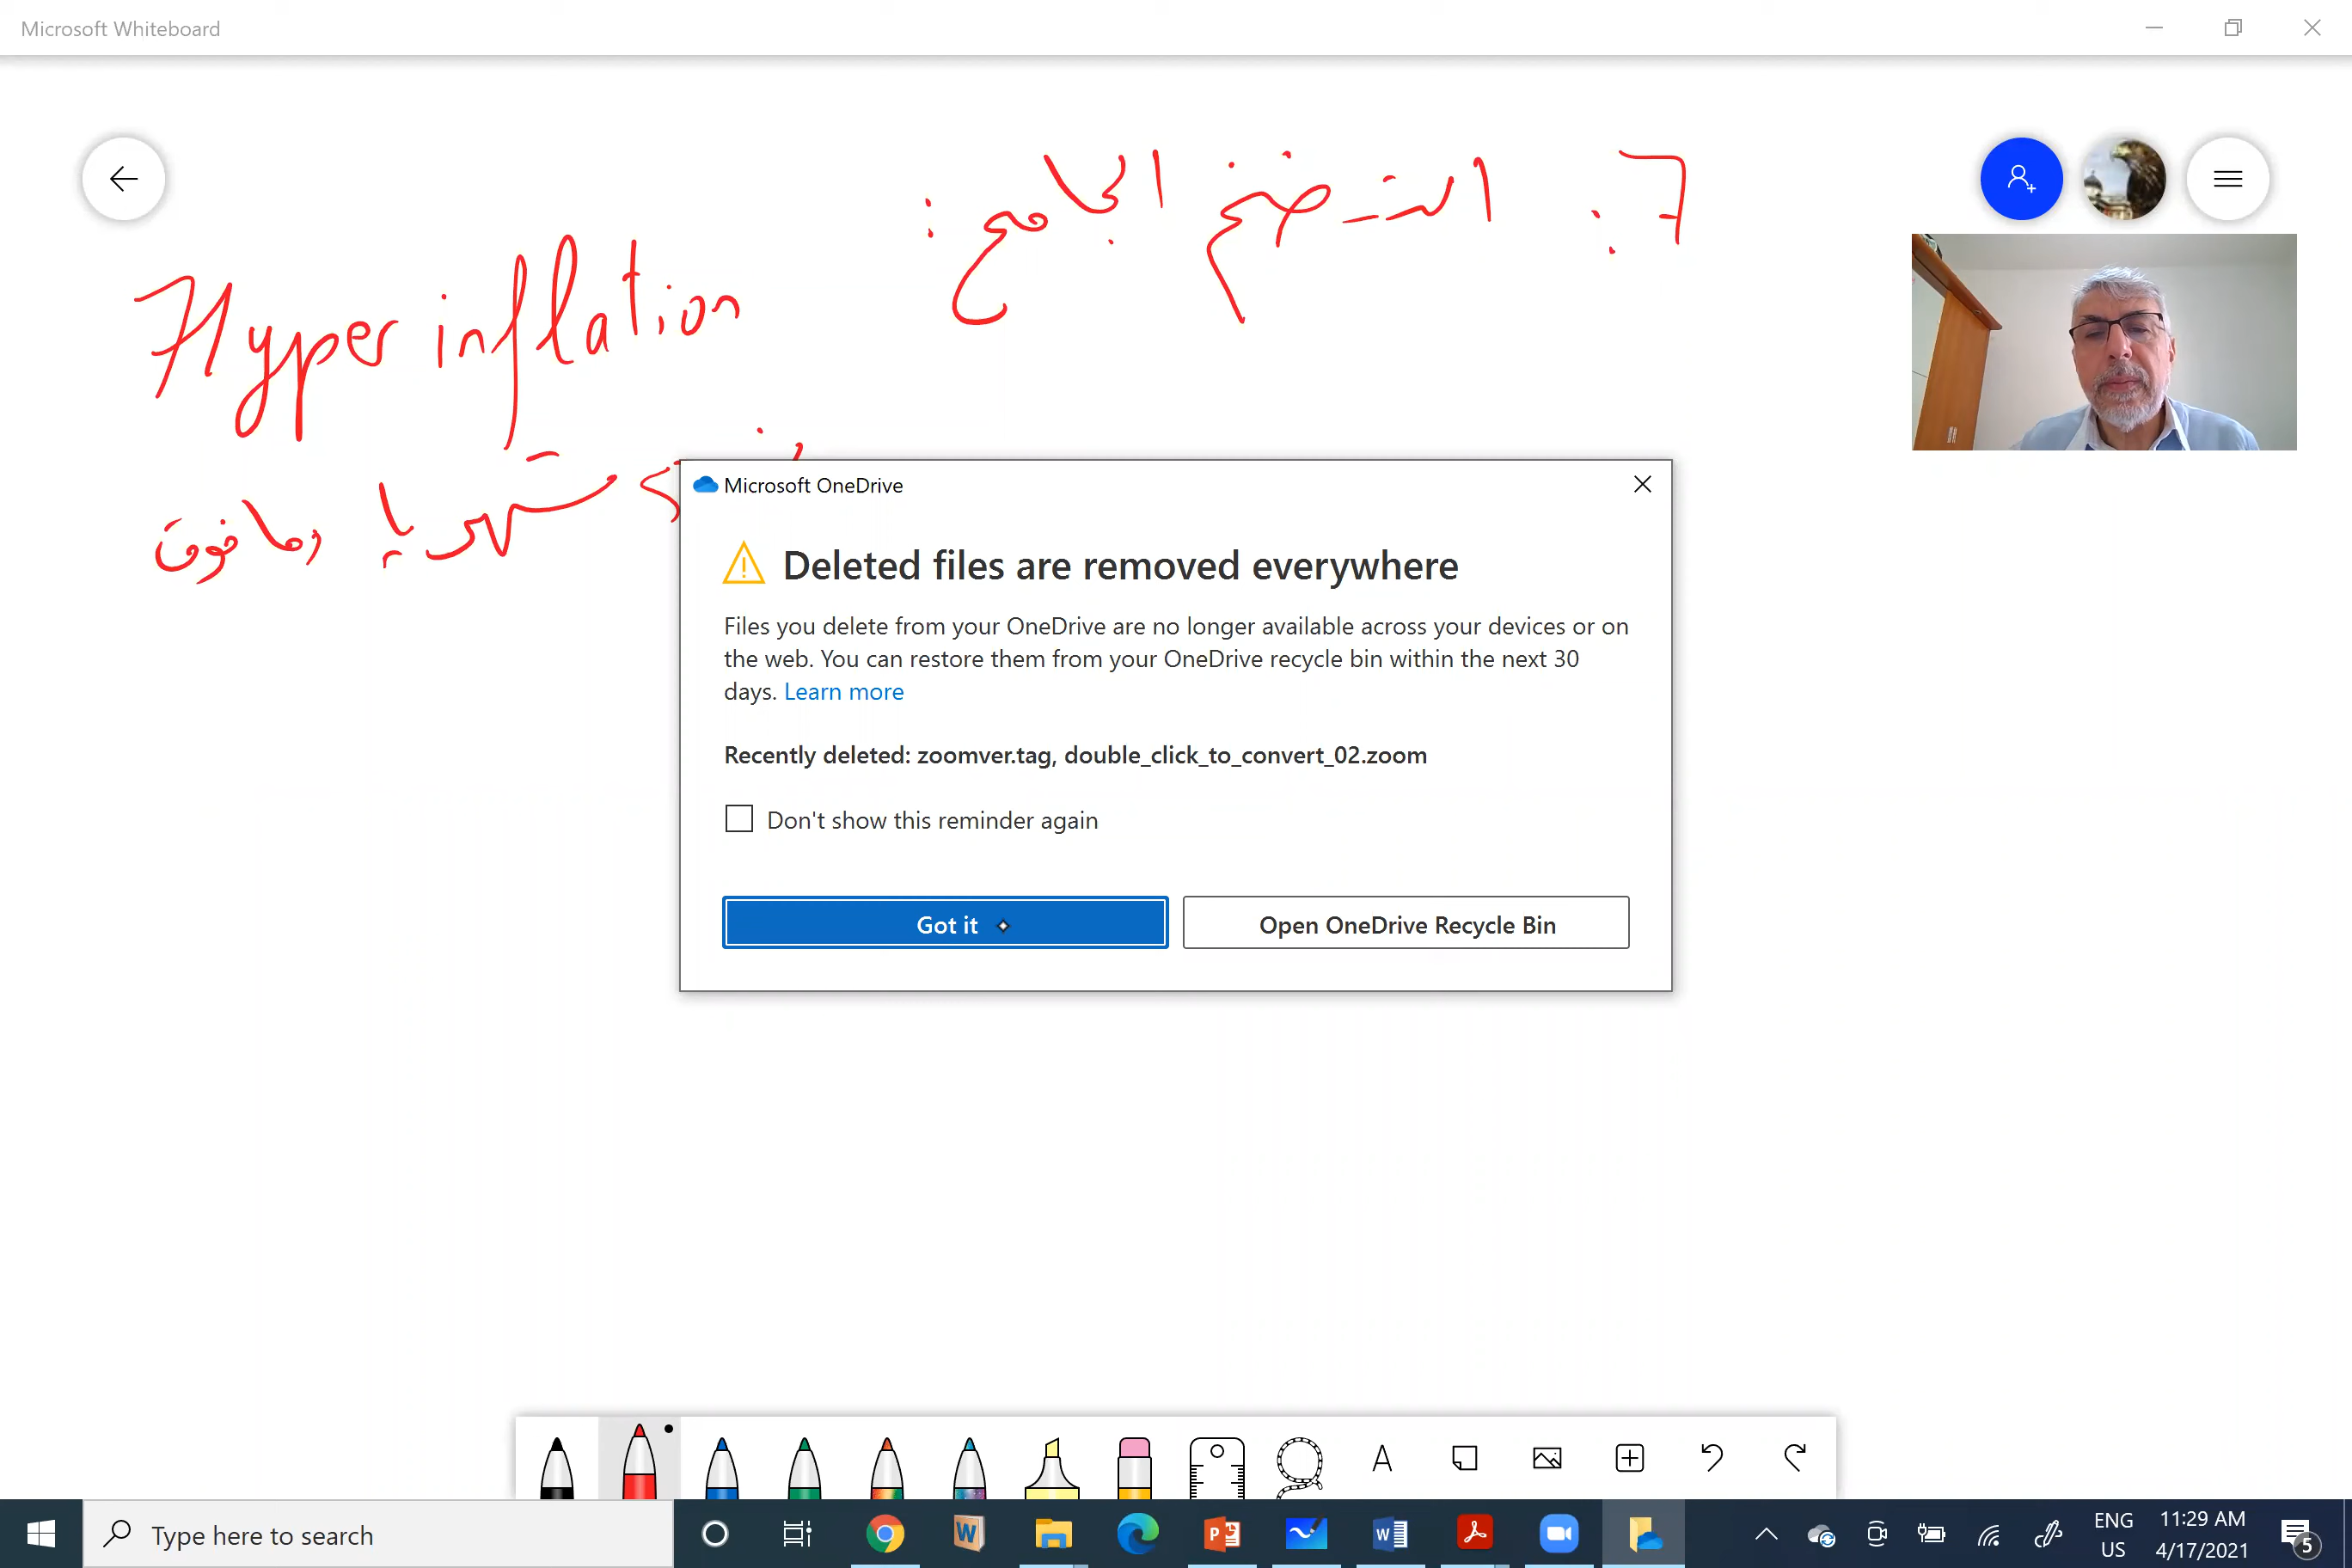 Microsoft Whiteboard
6: التضخم الجامح :
Hyper inflation
سنويا وما فوق
Microsoft OneDrive
Deleted files are removed everywhere
Files you delete from your OneDrive are no longer available across your devices or on
the web. You can restore them from your OneDrive recycle bin within the next 30
days. Learn more
Recently deleted: zoomver.tag, double_click_to_convert_02.zoom
Don't show this reminder again
Got it
Open OneDrive Recycle Bin
Type here to search
ENG
US
11:29 AM
4/17/2021
5